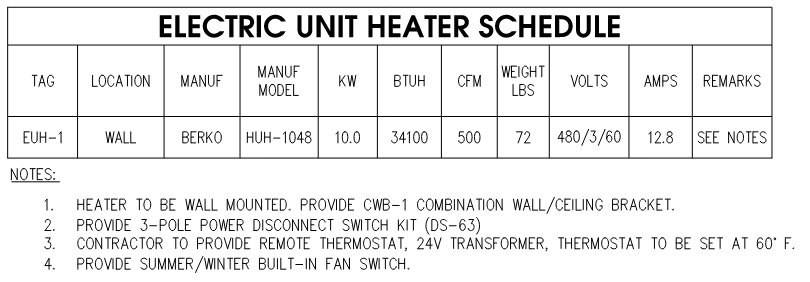 ELECTRIC UNIT HEATER SCHEDULE
TAG LOCATION MANUF MANUF MODEL KW BTUH CFM WEIGHT LBS VOLTS AMPS REMARKS
EUH-1 WALL BERKO HUH-1048 10.0 34100 500 72 480/3/60 12.8 SEE NOTES
NOTES:
1. HEATER TO BE WALL MOUNTED. PROVIDE CWB-1 COMBINATION WALL/CEILING BRACKET.
2. PROVIDE 3-POLE POWER DISCONNECT SWITCH KIT (DS-63)
3. CONTRACTOR TO PROVIDE REMOTE THERMOSTAT, 24V TRANSFORMER, THERMOSTAT TO BE SET AT 60° F.
4. PROVIDE SUMMER/WINTER BUILT-IN FAN SWITCH.